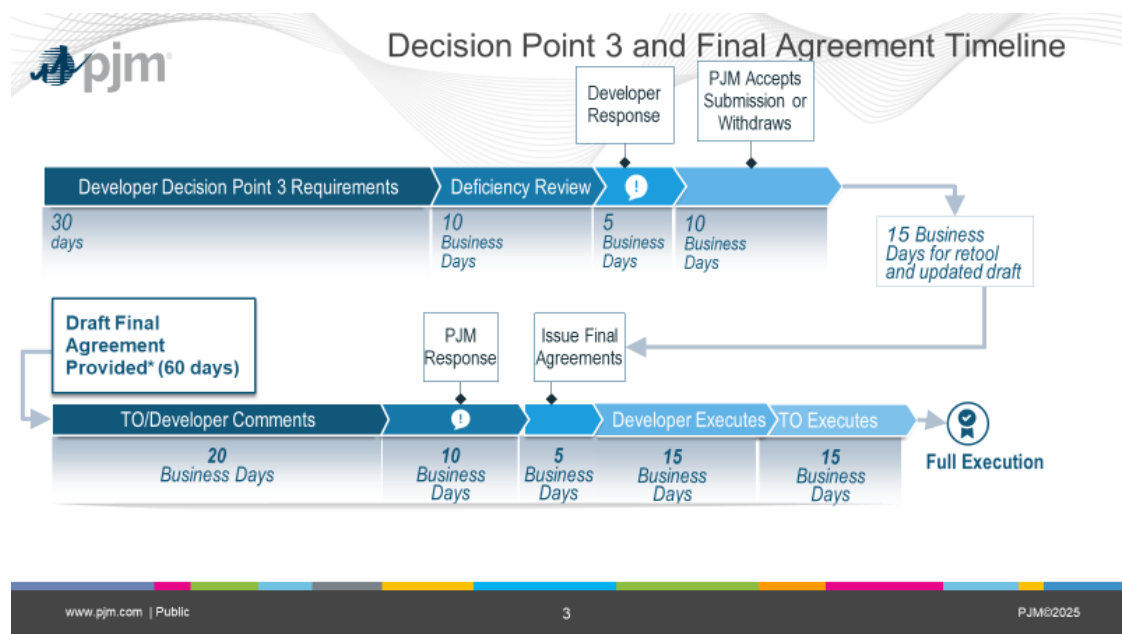 pjm
Decision Point 3 and Final Agreement Timeline
Developer
Response
PJM Accepts
Submission or
Withdraws
Developer Decision Point 3 Requirements
Deficiency Review
!
30
days
10
Business
Days
5
Business
Days
10
Business
Days
15 Business
Days for retool
and updated draft
Draft Final
Agreement
Provided* (60 days)
PJM
Response
Issue Final
Agreements
TO/Developer Comments
!
Developer Executes
TO Executes
20
Business Days
10
Business
Days
5
Business
Days
15
Business
Days
15
Business
Days
Full Execution
www.pjm.com | Public
3
PJM©2025